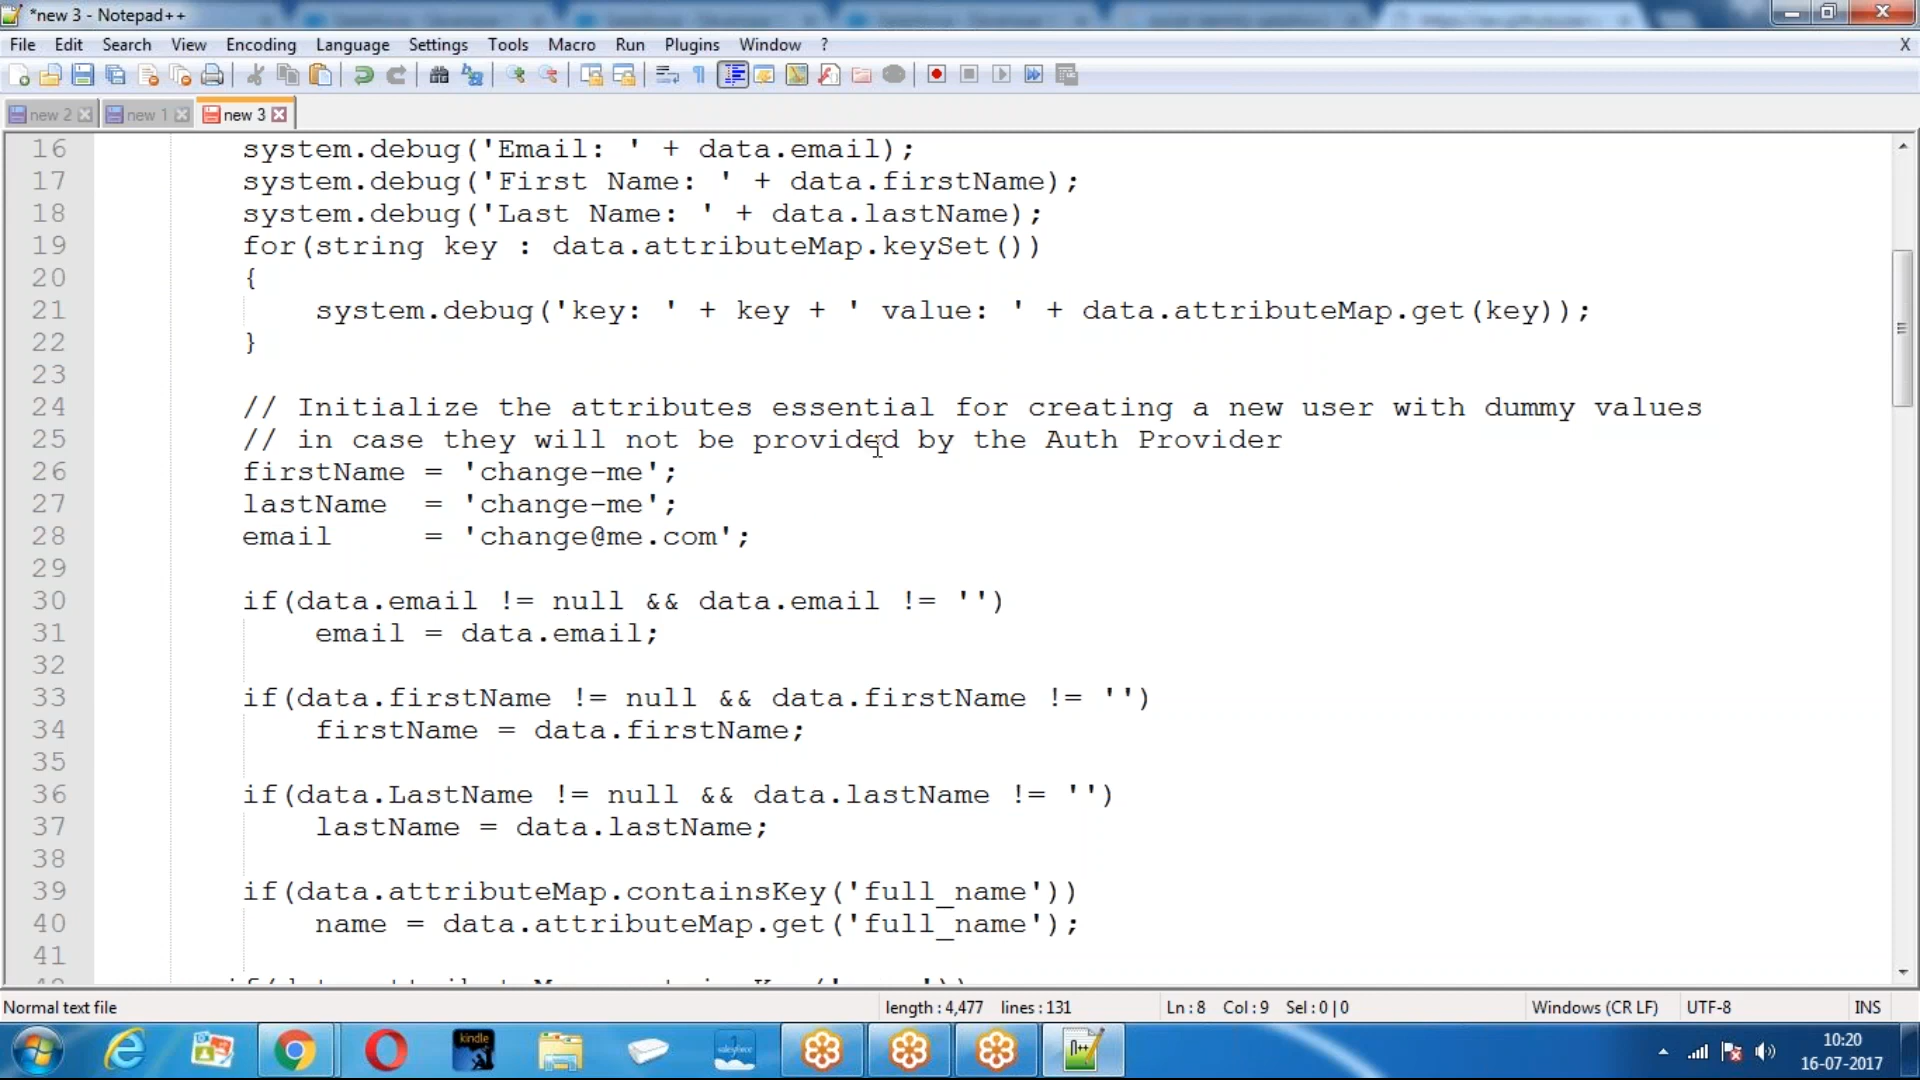 *new 3 - Notepad++
File Edit Search View Encoding Language Settings Tools Macro Run Plugins Window ? X
new 2 new 1 new 3
16 system.debug('Email: ' + data.email);
17 system.debug('First Name: ' + data.firstName);
18 system.debug('Last Name: ' + data.lastName);
19 for(string key : data.attributeMap.keySet())
20 {
21 system.debug('key: ' + key + ' value: ' + data.attributeMap.get(key));
22 }
23
24 // Initialize the attributes essential for creating a new user with dummy values
25 // in case they will not be provided by the Auth Provider
26 firstName = 'change-me';
27 lastName  = 'change-me';
28 email     = 'change@me.com';
29
30 if(data.email != null && data.email != '')
31 email = data.email;
32
33 if(data.firstName != null && data.firstName != '')
34 firstName = data.firstName;
35
36 if(data.LastName != null && data.lastName != '')
37 lastName = data.lastName;
38
39 if(data.attributeMap.containsKey('full_name'))
40 name = data.attributeMap.get('full_name');
41
Normal text file length : 4,477 lines : 131 Ln : 8 Col : 9 Sel : 0 | 0 Windows (CR LF) UTF-8 INS
kindle
salesforce
10:20
16-07-2017